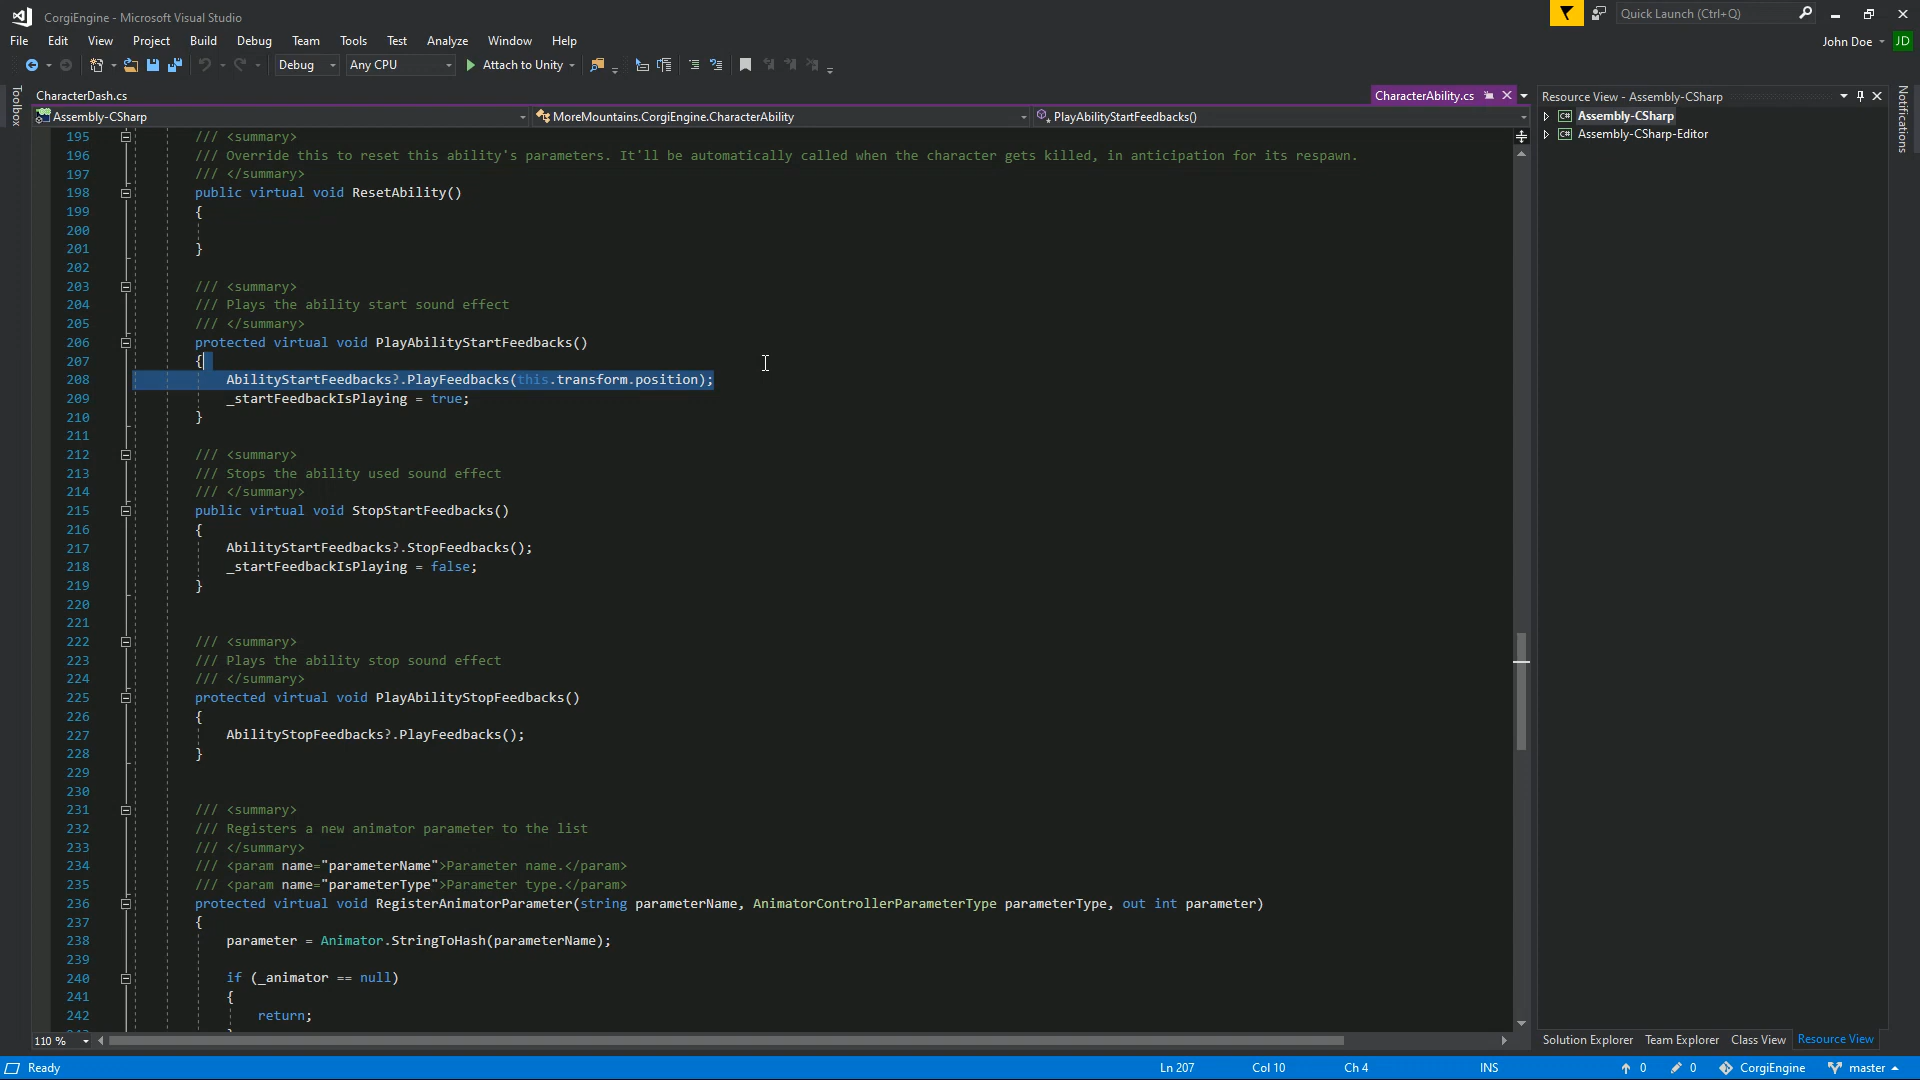 CorgiEngine - Microsoft Visual Studio
Quick Launch (Ctrl+Q)
File Edit View Project Build Debug Team Tools Test Analyze Window Help
John Doe JD
Debug Any CPU Attach to Unity
Toolbox
CharacterDash.cs
CharacterAbility.cs
Resource View - Assembly-CSharp
Notifications
Assembly-CSharp
MoreMountains.CorgiEngine.CharacterAbility
PlayAbilityStartFeedbacks()
Assembly-CSharp
Assembly-CSharp-Editor
195 /// <summary>
196 /// Override this to reset this ability's parameters. It'll be automatically called when the character gets killed, in anticipation for its respawn.
197 /// </summary>
198 public virtual void ResetAbility()
199 {
200
201 }
202
203 /// <summary>
204 /// Plays the ability start sound effect
205 /// </summary>
206 protected virtual void PlayAbilityStartFeedbacks()
207 {
208 AbilityStartFeedbacks?.PlayFeedbacks(this.transform.position);
209 _startFeedbackIsPlaying = true;
210 }
211
212 /// <summary>
213 /// Stops the ability used sound effect
214 /// </summary>
215 public virtual void StopStartFeedbacks()
216 {
217 AbilityStartFeedbacks?.StopFeedbacks();
218 _startFeedbackIsPlaying = false;
219 }
220
221
222 /// <summary>
223 /// Plays the ability stop sound effect
224 /// </summary>
225 protected virtual void PlayAbilityStopFeedbacks()
226 {
227 AbilityStopFeedbacks?.PlayFeedbacks();
228 }
229
230
231 /// <summary>
232 /// Registers a new animator parameter to the list
233 /// </summary>
234 /// <param name="parameterName">Parameter name.</param>
235 /// <param name="parameterType">Parameter type.</param>
236 protected virtual void RegisterAnimatorParameter(string parameterName, AnimatorControllerParameterType parameterType, out int parameter)
237 {
238 parameter = Animator.StringToHash(parameterName);
239
240 if (_animator == null)
241 {
242 return;
110 %
Solution Explorer Team Explorer Class View Resource View
Ready Ln 207 Col 10 Ch 4 INS 0 0 CorgiEngine master